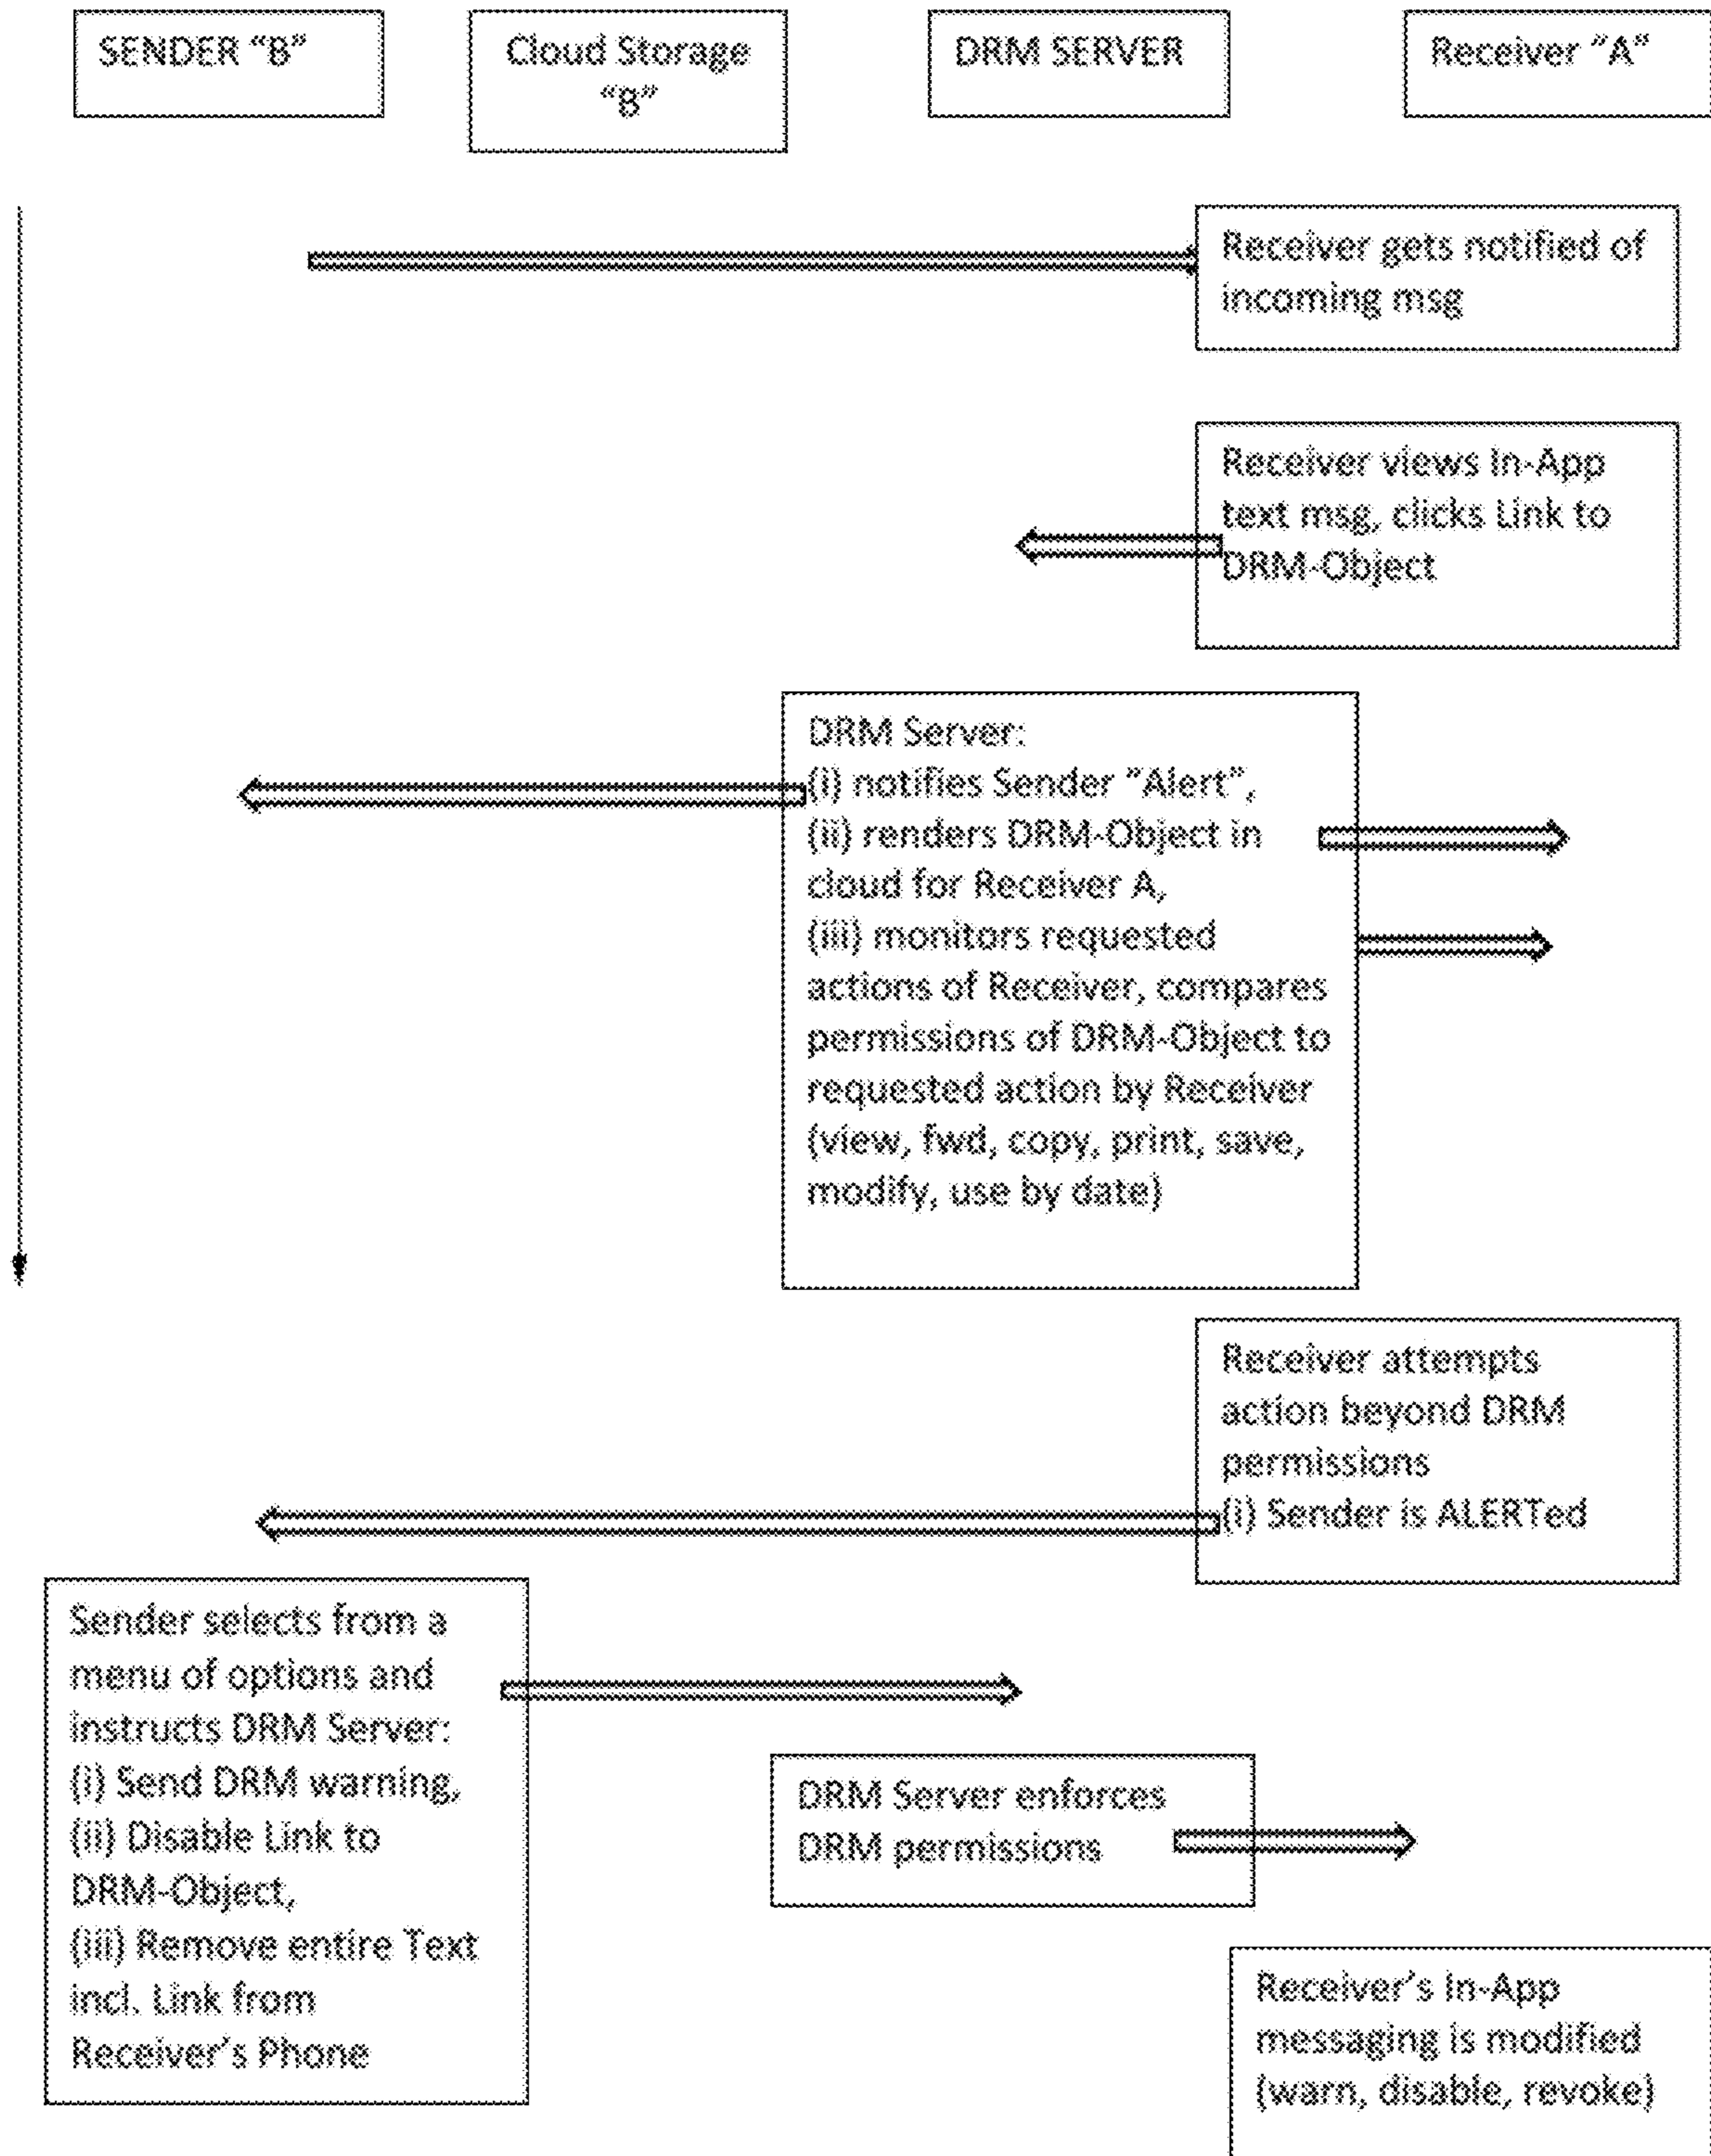 SENDER “B”
Cloud Storage
“B”
DRM SERVER
Receiver “A”
Receiver gets notified of
incoming msg
Receiver views In-App
text msg, clicks Link to
DRM-Object
DRM Server:
(i) notifies Sender “Alert”,
(ii) renders DRM-Object in
cloud for Receiver A,
(iii) monitors requested
actions of Receiver, compares
permissions of DRM-Object to
requested action by Receiver
(view, fwd, copy, print, save,
modify, use by date)
Receiver attempts
action beyond DRM
permissions
(i) Sender is ALERTed
Sender selects from a
menu of options and
instructs DRM Server:
(i) Send DRM warning,
(ii) Disable Link to
DRM-Object,
(iii) Remove entire Text
incl. Link from
Receiver’s Phone
DRM Server enforces
DRM permissions
Receiver’s In-App
messaging is modified
(warn, disable, revoke)